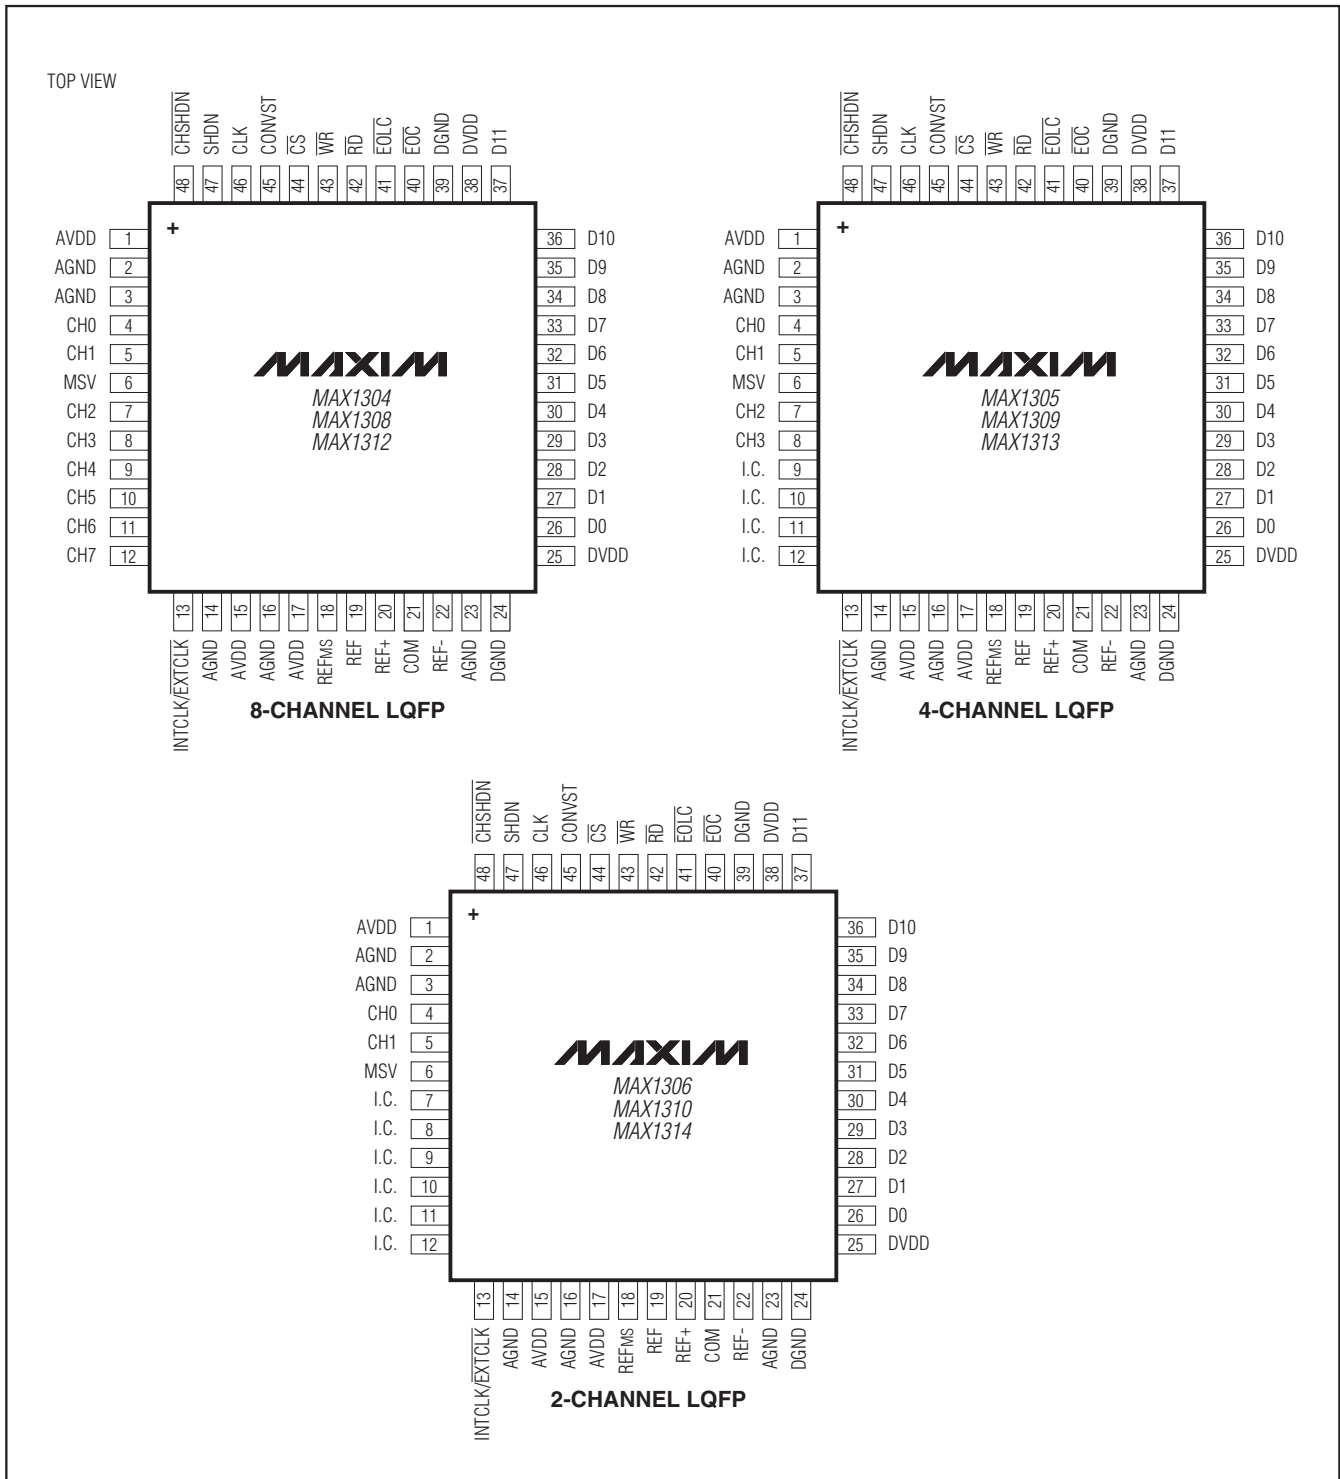 TOP VIEW
CHSHDN
SHDN
CLK
CONVST
CS
WR
RD
EOLC
EOC
DGND
DVDD
D11
48 47 46 45 44 43 42 41 40 39 38 37
+
AVDD 1
AGND 2
AGND 3
CH0 4
CH1 5
MSV 6
CH2 7
CH3 8
CH4 9
CH5 10
CH6 11
CH7 12
MAXIM
MAX1304
MAX1308
MAX1312
36 D10
35 D9
34 D8
33 D7
32 D6
31 D5
30 D4
29 D3
28 D2
27 D1
26 D0
25 DVDD
13 14 15 16 17 18 19 20 21 22 23 24
INTCLK/EXTCLK
AGND
AVDD
AGND
AVDD
REFMS
REF
REF+
COM
REF-
AGND
DGND
8-CHANNEL LQFP
CHSHDN
SHDN
CLK
CONVST
CS
WR
RD
EOLC
EOC
DGND
DVDD
D11
48 47 46 45 44 43 42 41 40 39 38 37
+
AVDD 1
AGND 2
AGND 3
CH0 4
CH1 5
MSV 6
CH2 7
CH3 8
I.C. 9
I.C. 10
I.C. 11
I.C. 12
MAXIM
MAX1305
MAX1309
MAX1313
36 D10
35 D9
34 D8
33 D7
32 D6
31 D5
30 D4
29 D3
28 D2
27 D1
26 D0
25 DVDD
13 14 15 16 17 18 19 20 21 22 23 24
INTCLK/EXTCLK
AGND
AVDD
AGND
AVDD
REFMS
REF
REF+
COM
REF-
AGND
DGND
4-CHANNEL LQFP
CHSHDN
SHDN
CLK
CONVST
CS
WR
RD
EOLC
EOC
DGND
DVDD
D11
48 47 46 45 44 43 42 41 40 39 38 37
+
AVDD 1
AGND 2
AGND 3
CH0 4
CH1 5
MSV 6
I.C. 7
I.C. 8
I.C. 9
I.C. 10
I.C. 11
I.C. 12
MAXIM
MAX1306
MAX1310
MAX1314
36 D10
35 D9
34 D8
33 D7
32 D6
31 D5
30 D4
29 D3
28 D2
27 D1
26 D0
25 DVDD
13 14 15 16 17 18 19 20 21 22 23 24
INTCLK/EXTCLK
AGND
AVDD
AGND
AVDD
REFMS
REF
REF+
COM
REF-
AGND
DGND
2-CHANNEL LQFP